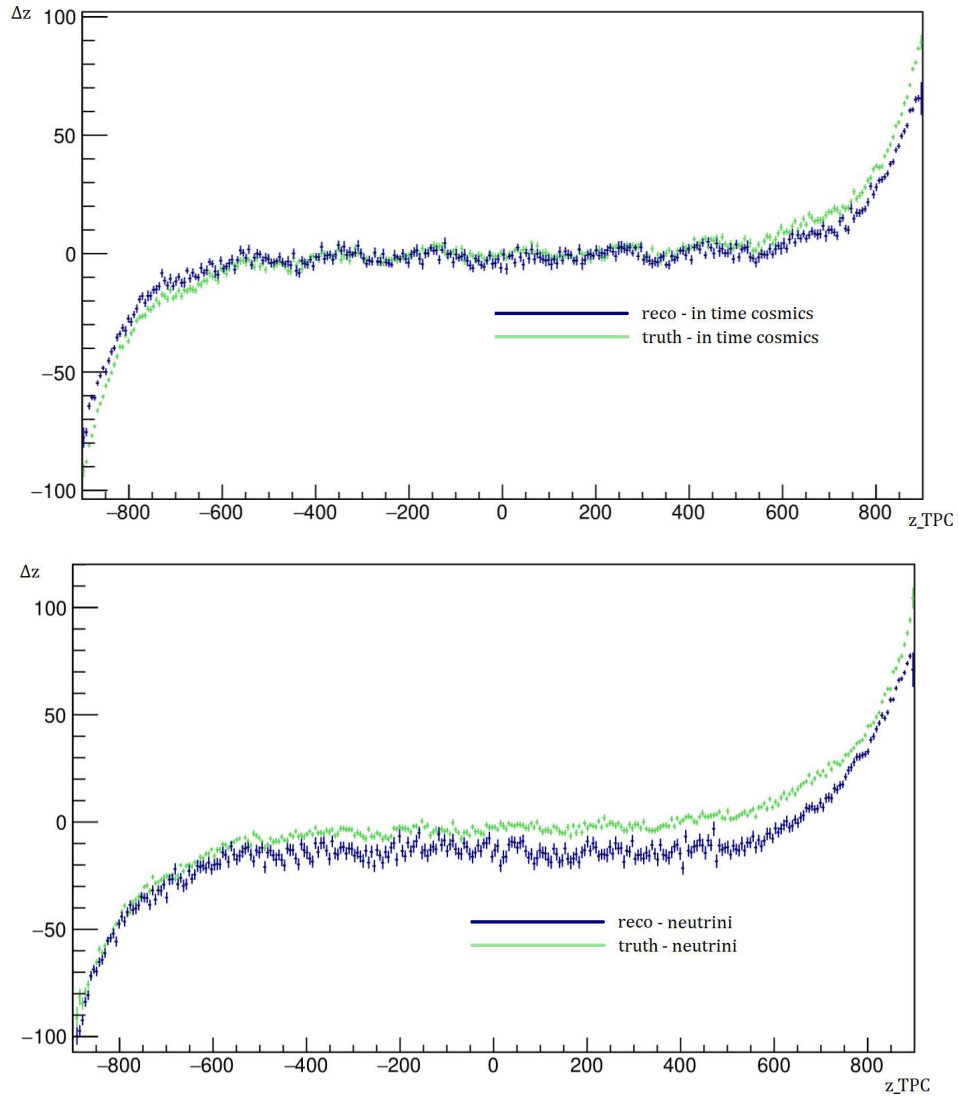 Δz
100
50
0
−50
−100
reco - in time cosmics
truth - in time cosmics
−800 −600 −400 −200 0 200 400 600 800
z_TPC
Δz
100
50
0
−50
−100
reco - neutrini
truth - neutrini
−800 −600 −400 −200 0 200 400 600 800
z_TPC